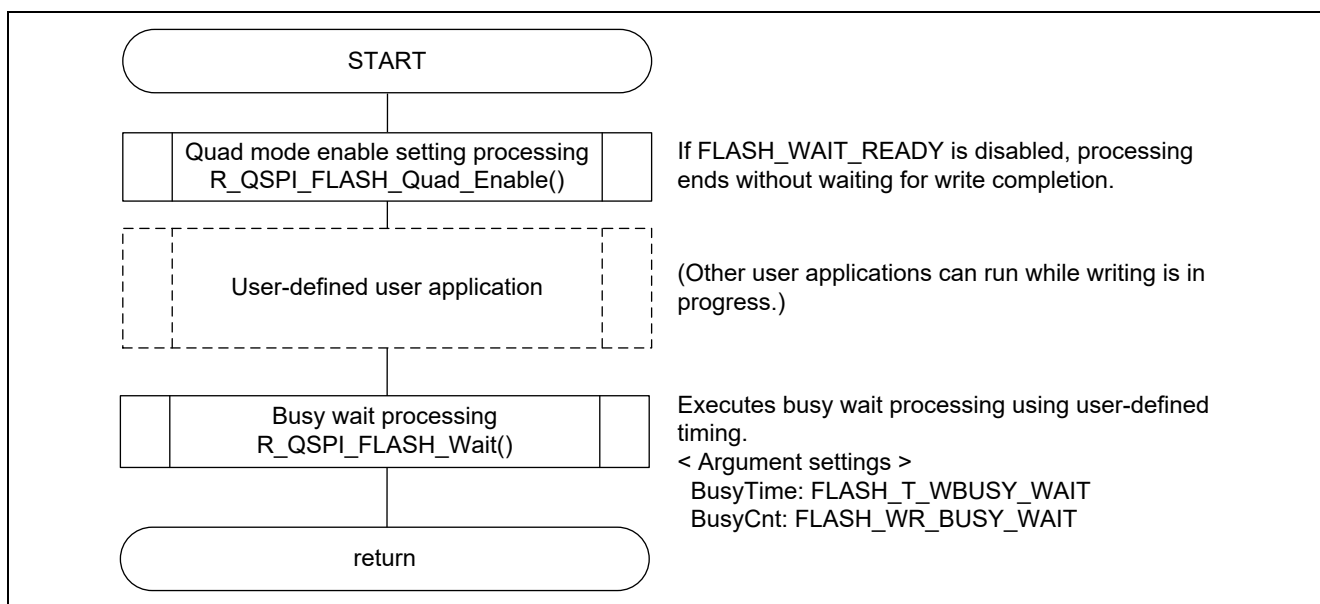 START
Quad mode enable setting processing
R_QSPI_FLASH_Quad_Enable()
If FLASH_WAIT_READY is disabled, processing
ends without waiting for write completion.
User-defined user application
(Other user applications can run while writing is in
progress.)
Busy wait processing
R_QSPI_FLASH_Wait()
Executes busy wait processing using user-defined
timing.
< Argument settings >
BusyTime: FLASH_T_WBUSY_WAIT
BusyCnt: FLASH_WR_BUSY_WAIT
return